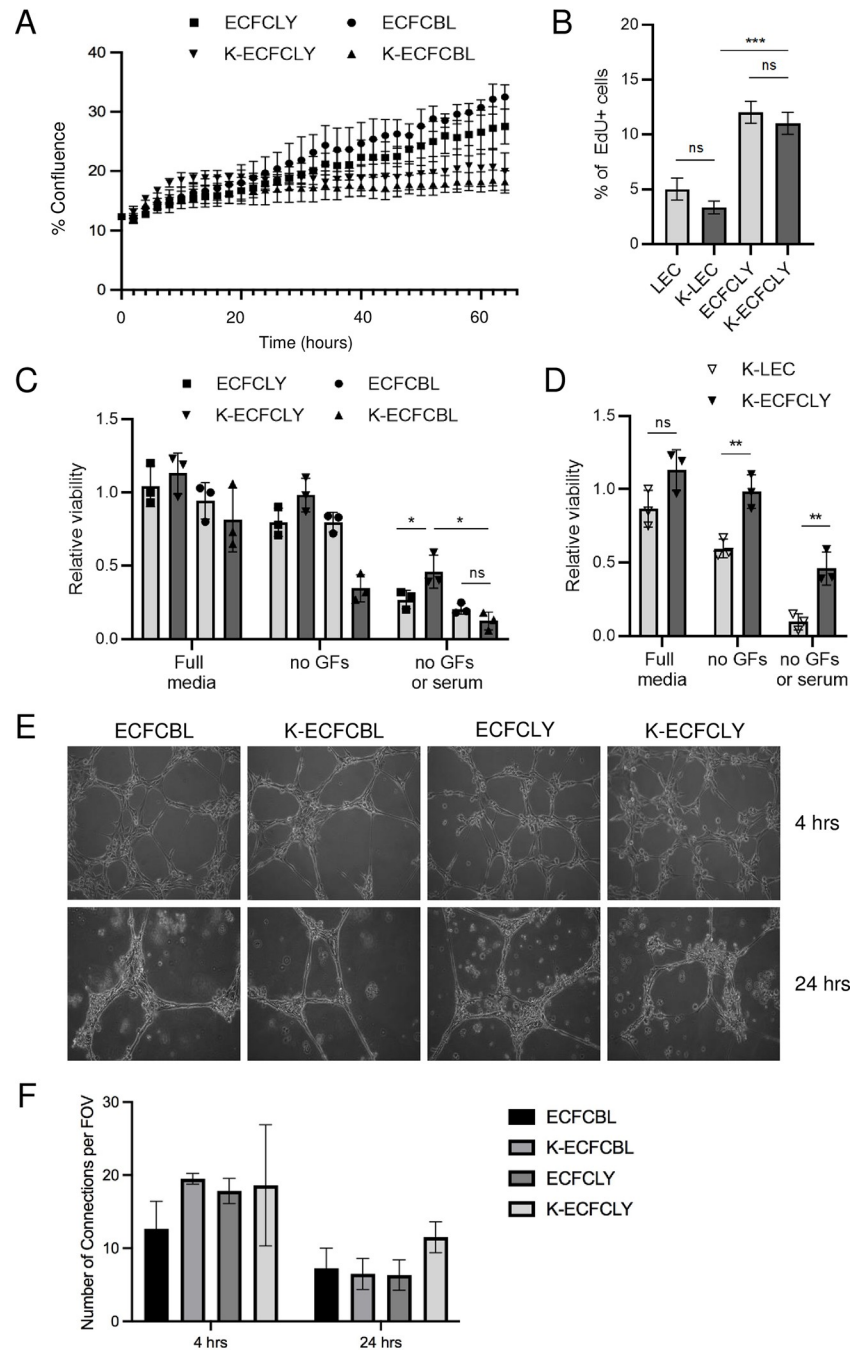 A
ECFCLY ECFCBL
K-ECFCLY K-ECFCBL
% Confluence
40
30
20
10
0
0 20 40 60
Time (hours)
B
% of EdU+ cells
20
15
10
5
0
***
ns
ns
LEC K-LEC ECFCLY K-ECFCLY
C
ECFCLY ECFCBL
K-ECFCLY K-ECFCBL
Relative viability
1.5
1.0
0.5
0.0
* *
ns
Full media
no GFs
no GFs or serum
D
K-LEC
K-ECFCLY
Relative viability
1.5
1.0
0.5
0.0
ns
**
**
Full media
no GFs
no GFs or serum
E
ECFCBL K-ECFCBL ECFCLY K-ECFCLY
4 hrs
24 hrs
F
Number of Connections per FOV
30
20
10
0
4 hrs 24 hrs
ECFCBL
K-ECFCBL
ECFCLY
K-ECFCLY